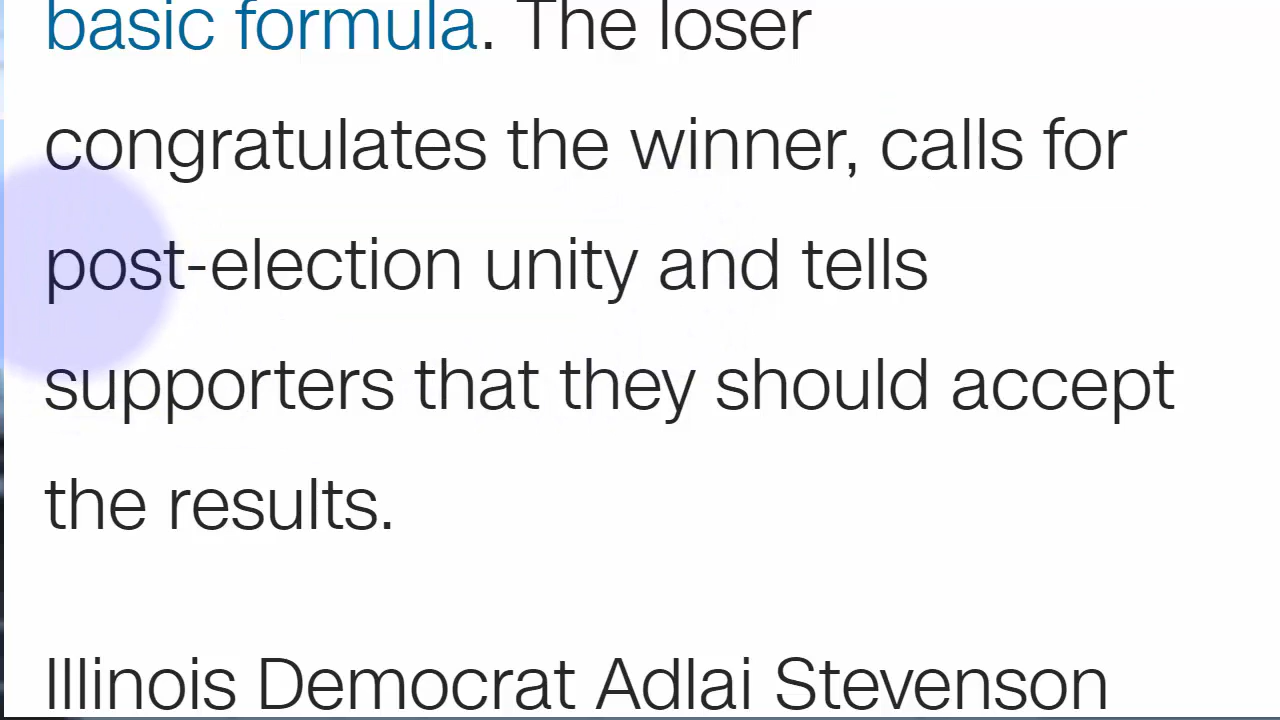 basic formula. The loser
congratulates the winner, calls for
post-election unity and tells
supporters that they should accept
the results.
Illinois Democrat Adlai Stevenson